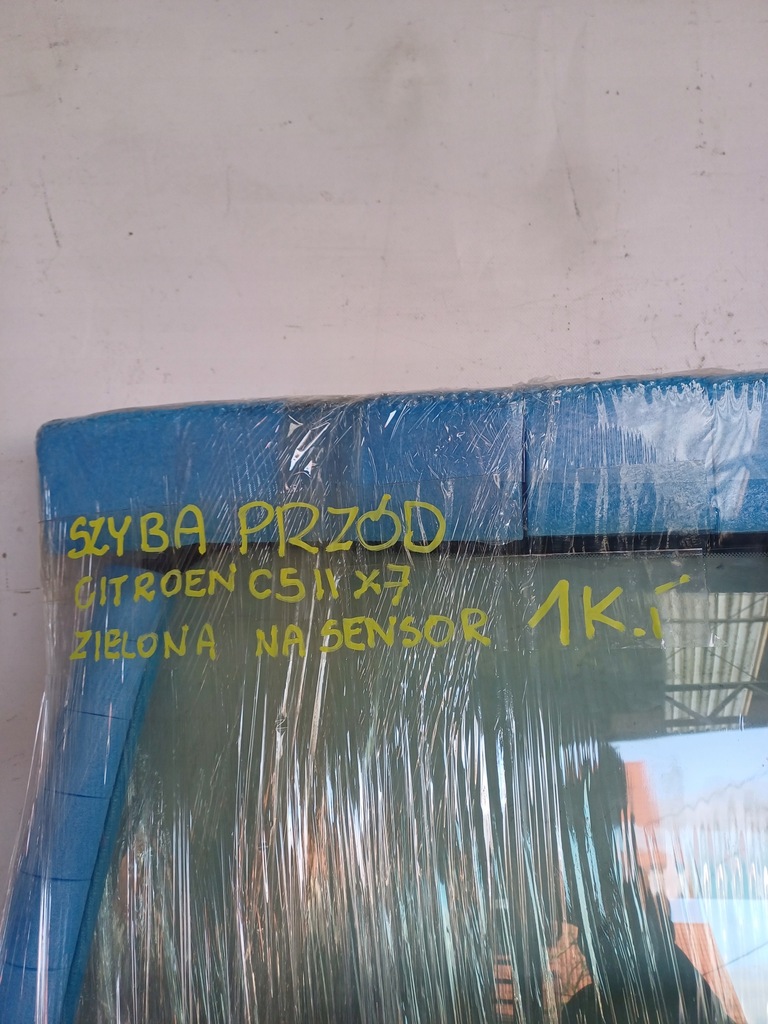 SZYBA PRZÓD
CITROEN C5 II X7
ZIELONA NA SENSOR 1K.